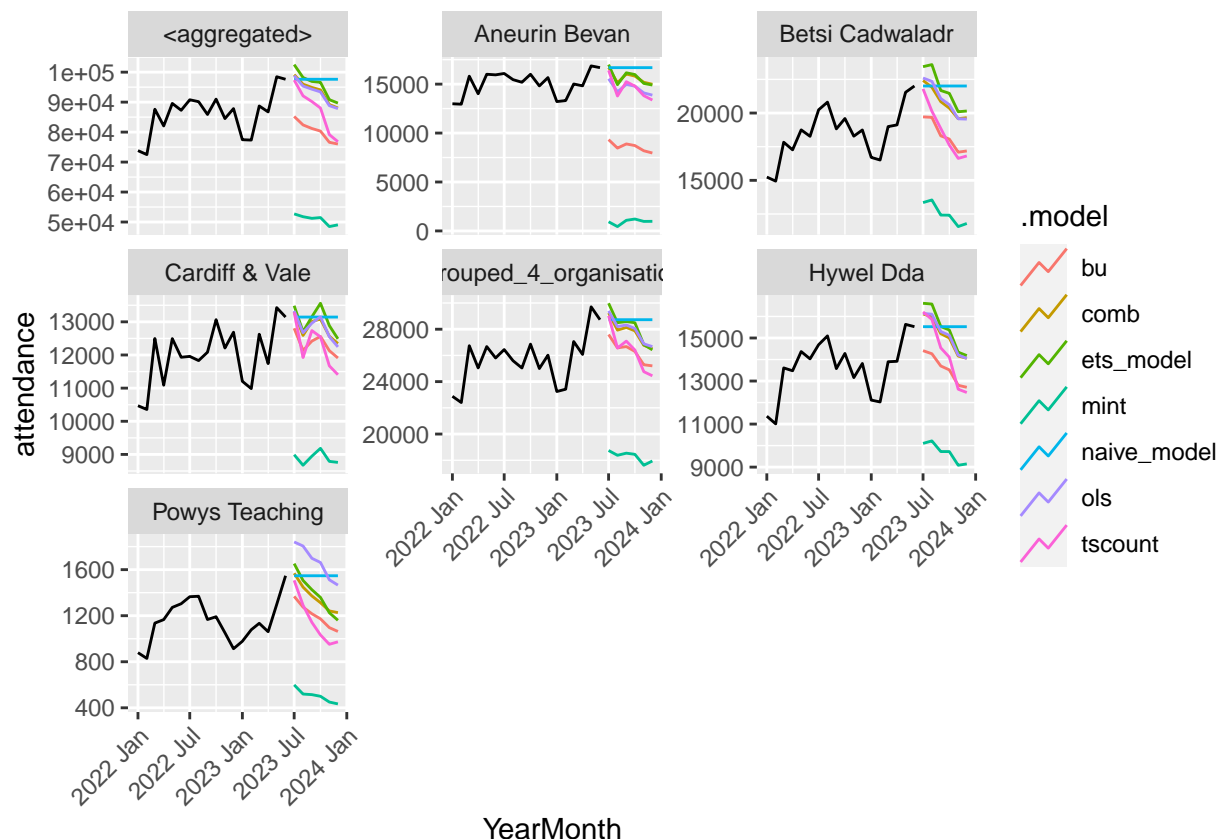 <aggregated>
Aneurin Bevan
Betsi Cadwaladr
1e+05
9e+04
8e+04
7e+04
6e+04
5e+04
15000
10000
5000
0
20000
15000
Cardiff & Vale
rouped_4_organisatio
Hywel Dda
13000
12000
11000
10000
9000
28000
24000
20000
15000
13000
11000
9000
Powys Teaching
1600
1200
800
400
2022 Jan
2022 Jul
2023 Jan
2023 Jul
2024 Jan
2022 Jan
2022 Jul
2023 Jan
2023 Jul
2024 Jan
2022 Jan
2022 Jul
2023 Jan
2023 Jul
2024 Jan
attendance
YearMonth
.model
bu
comb
ets_model
mint
naive_model
ols
tscount